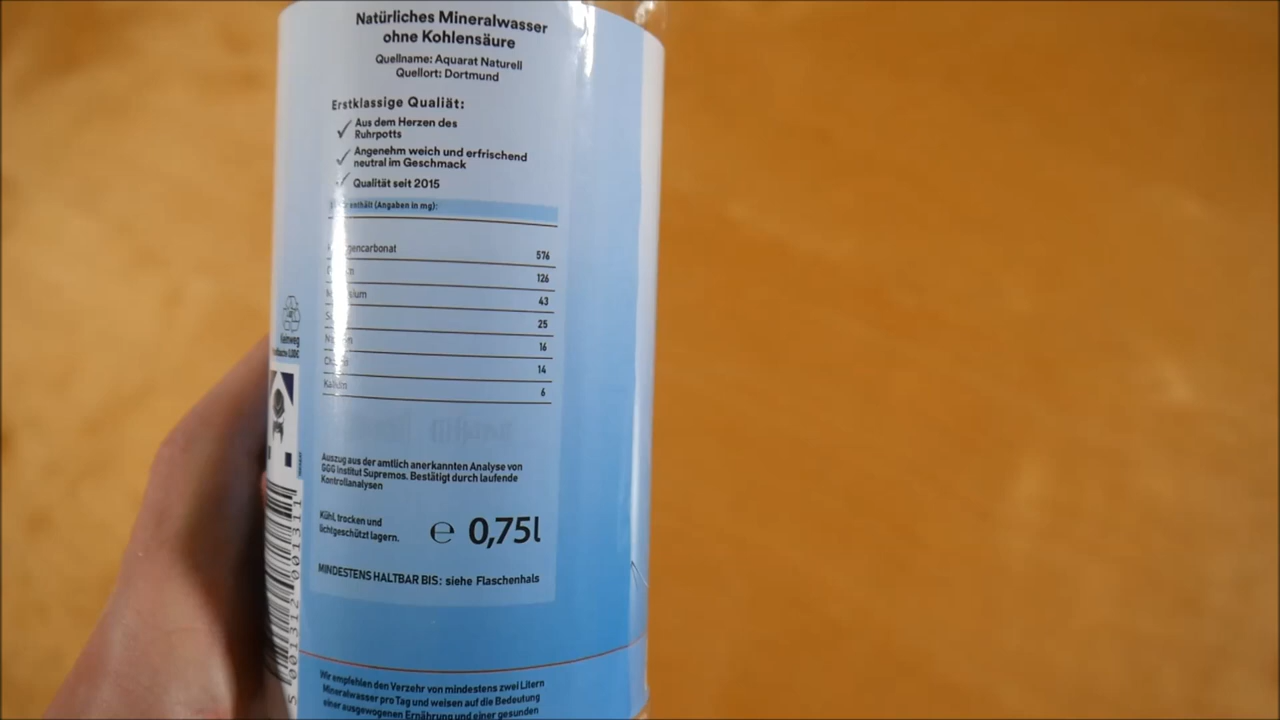 Natürliches Mineralwasser
ohne Kohlensäure
Quellname: Aquarat Naturell
Quellort: Dortmund
Erstklassige Qualiät:
Aus dem Herzen des
Ruhrpotts
Angenehm weich und erfrischend
neutral im Geschmack
Qualität seit 2015
enthält (Angaben in mg):
576
126
43
25
16
14
6
Auszug aus der amtlich anerkannten Analyse von
GGG Institut Supremos. Bestätigt durch laufende
Kontrollanalysen
Kühl, trocken und
lichtgeschützt lagern.
℮ 0,75l
MINDESTENS HALTBAR BIS: siehe Flaschenhals
Wir empfehlen den Verzehr von mindestens zwei Litern
Mineralwasser pro Tag und weisen auf die Bedeutung
einer ausgewogenen Ernährung und einer gesunden
5 001312 001311